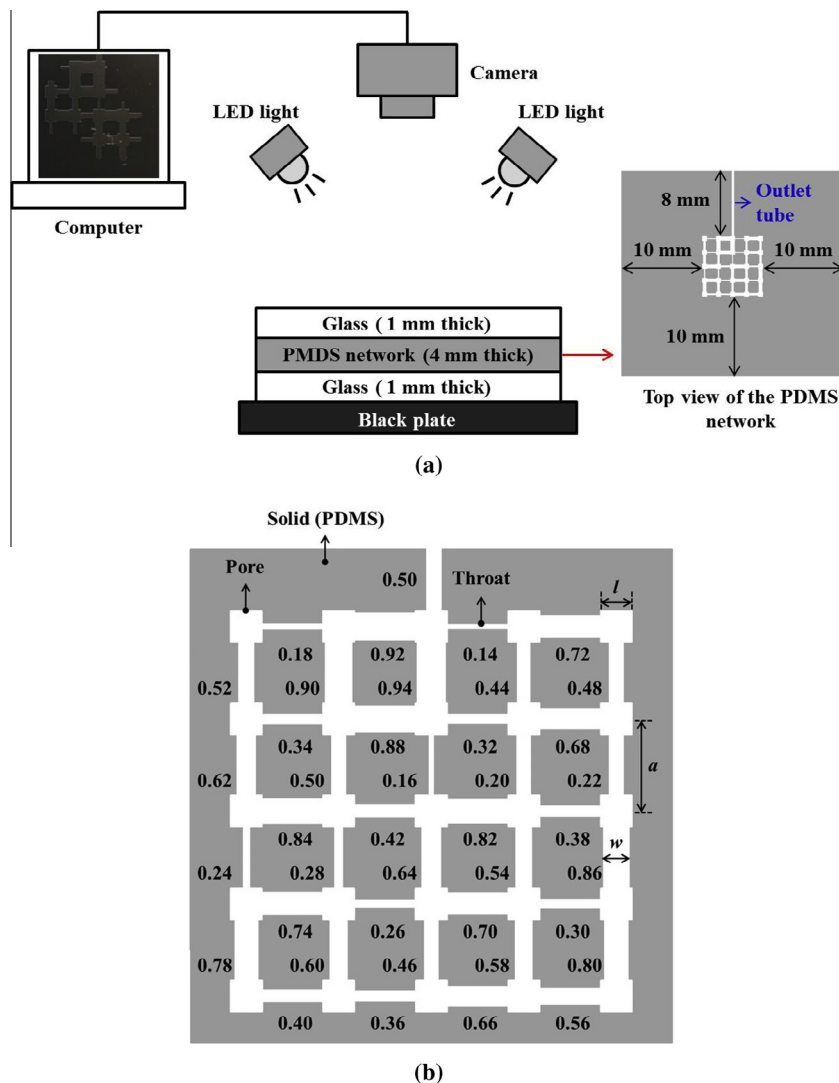 Camera
LED light
LED light
Computer
8 mm
Outlet
tube
10 mm
10 mm
10 mm
Glass ( 1 mm thick)
PMDS network (4 mm thick)
Glass (1 mm thick)
Black plate
Top view of the PDMS
network
(a)
Solid (PDMS)
Pore
0.50
Throat
l
0.18 0.92 0.14 0.72
0.52 0.90 0.94 0.44 0.48
0.34 0.88 0.32 0.68
a
0.62 0.50 0.16 0.20 0.22
0.84 0.42 0.82 0.38
w
0.24 0.28 0.64 0.54 0.86
0.74 0.26 0.70 0.30
0.78 0.60 0.46 0.58 0.80
0.40 0.36 0.66 0.56
(b)